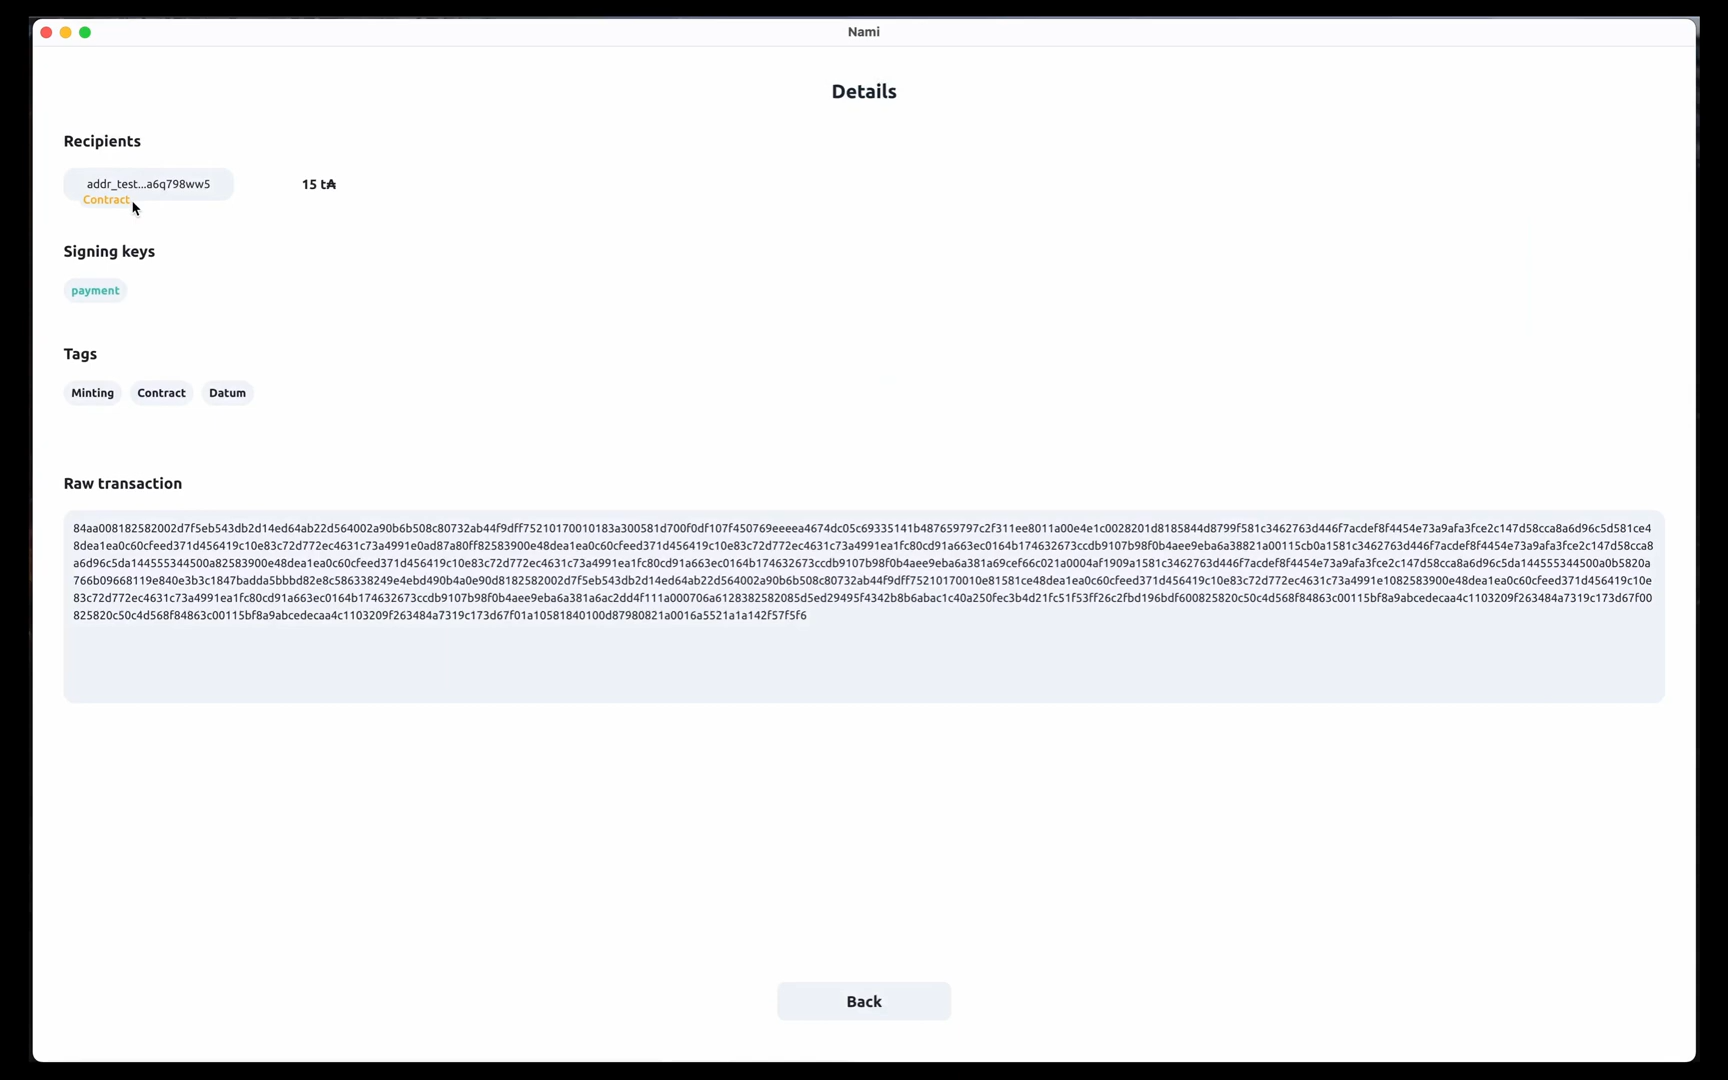 Nami
Details
Recipients
addr_test...a6q798ww5
15 t₳
Contract
Signing keys
payment
Tags
Minting Contract Datum
Raw transaction
84aa008182582002d7f5eb543db2d14ed64ab22d564002a90b6b508c80732ab44f9dff75210170010183a300581d700f0df107f450769eeeea4674dc05c69335141b487659797c2f311ee8011a00e4e1c0028201d8185844d8799f581c3462763d446f7acdef8f4454e73a9afa3fce2c147d58cca8a6d96c5d581ce4
8dea1ea0c60cfeed371d456419c10e83c72d772ec4631c73a4991e0ad87a80ff82583900e48dea1ea0c60cfeed371d456419c10e83c72d772ec4631c73a4991ea1fc80cd91a663ec0164b174632673ccdb9107b98f0b4aee9eba6a38821a00115cb0a1581c3462763d446f7acdef8f4454e73a9afa3fce2c147d58cca8
a6d96c5da144555344500a82583900e48dea1ea0c60cfeed371d456419c10e83c72d772ec4631c73a4991ea1fc80cd91a663ec0164b174632673ccdb9107b98f0b4aee9eba6a381a69cef66c021a0004af1909a1581c3462763d446f7acdef8f4454e73a9afa3fce2c147d58cca8a6d96c5da144555344500a0b5820a
766b09668119e840e3b3c1847badda5bbbd82e8c586338249e4ebd490b4a0e90d8182582002d7f5eb543db2d14ed64ab22d564002a90b6b508c80732ab44f9dff75210170010e81581ce48dea1ea0c60cfeed371d456419c10e83c72d772ec4631c73a4991e1082583900e48dea1ea0c60cfeed371d456419c10e
83c72d772ec4631c73a4991ea1fc80cd91a663ec0164b174632673ccdb9107b98f0b4aee9eba6a381a6ac2dd4f111a000706a6128382582085d5ed29495f4342b8b6abac1c40a250fec3b4d21fc51f53ff26c2fbd196bdf600825820c50c4d568f84863c00115bf8a9abcedecaa4c1103209f263484a7319c173d67f00
825820c50c4d568f84863c00115bf8a9abcedecaa4c1103209f263484a7319c173d67f01a10581840100d87980821a0016a5521a1a142f57f5f6
Back